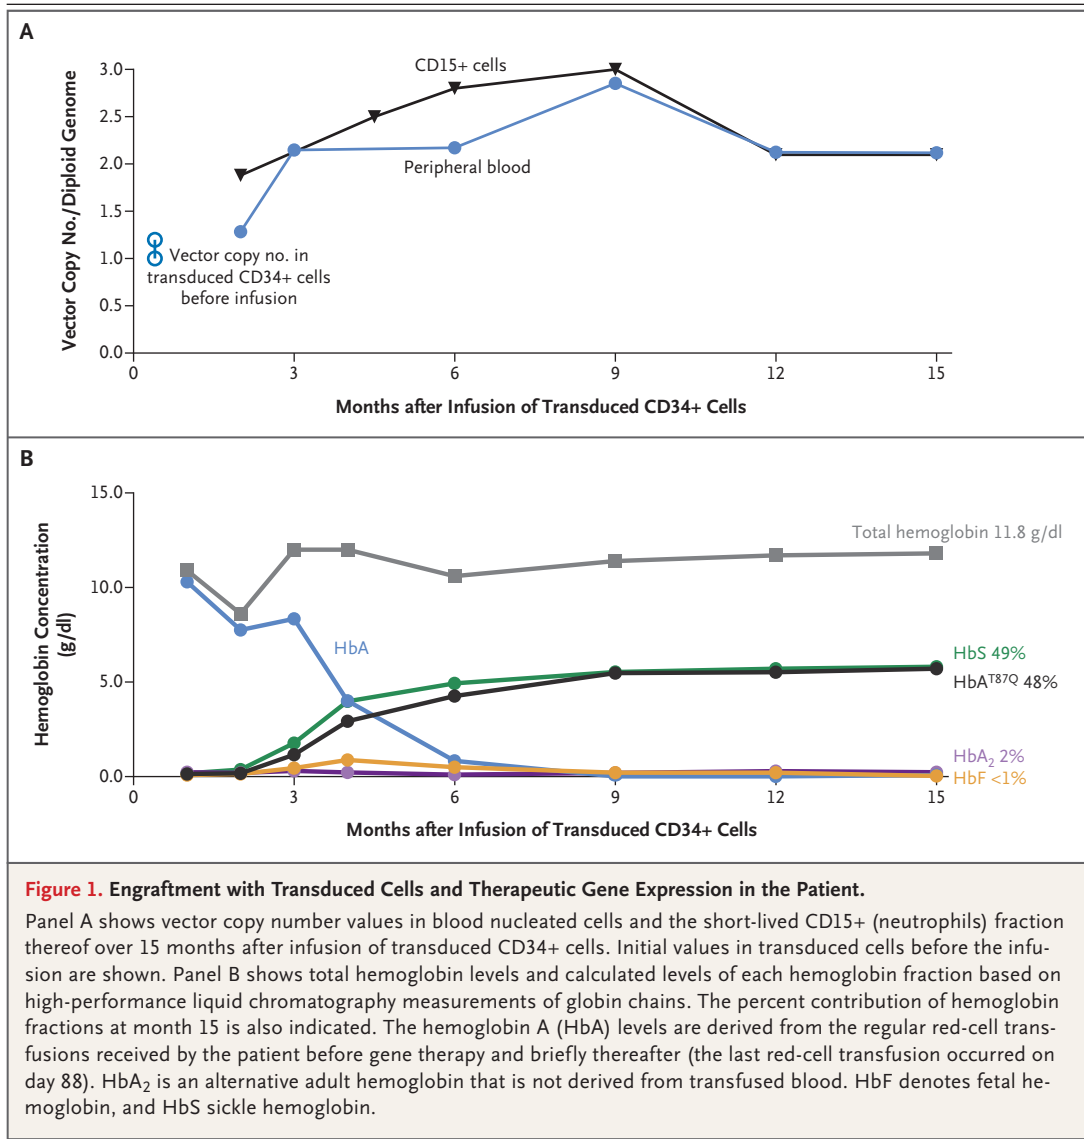 A
3.0
2.5
2.0
1.5
1.0
0.5
0.0
Vector Copy No./Diploid Genome
CD15+ cells
Peripheral blood
Vector copy no. in
transduced CD34+ cells
before infusion
0 3 6 9 12 15
Months after Infusion of Transduced CD34+ Cells
B
15.0
10.0
5.0
0.0
Hemoglobin Concentration
(g/dl)
Total hemoglobin 11.8 g/dl
HbA
HbS 49%
HbA^T87Q 48%
HbA₂ 2%
HbF <1%
0 3 6 9 12 15
Months after Infusion of Transduced CD34+ Cells
Figure 1. Engraftment with Transduced Cells and Therapeutic Gene Expression in the Patient.
Panel A shows vector copy number values in blood nucleated cells and the short-lived CD15+ (neutrophils) fraction
thereof over 15 months after infusion of transduced CD34+ cells. Initial values in transduced cells before the infu-
sion are shown. Panel B shows total hemoglobin levels and calculated levels of each hemoglobin fraction based on
high-performance liquid chromatography measurements of globin chains. The percent contribution of hemoglobin
fractions at month 15 is also indicated. The hemoglobin A (HbA) levels are derived from the regular red-cell trans-
fusions received by the patient before gene therapy and briefly thereafter (the last red-cell transfusion occurred on
day 88). HbA₂ is an alternative adult hemoglobin that is not derived from transfused blood. HbF denotes fetal he-
moglobin, and HbS sickle hemoglobin.